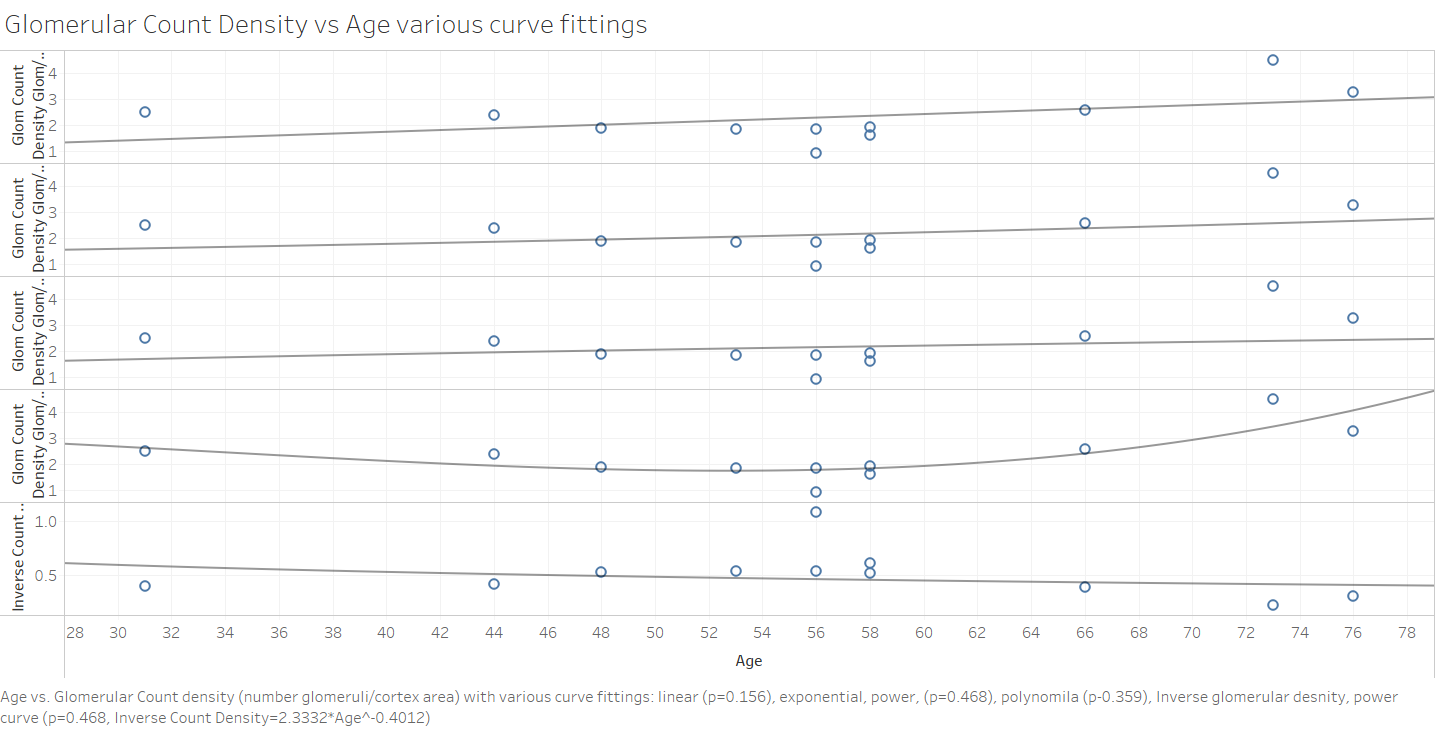 Glomerular Count Density vs Age various curve fittings
Glom Count
Density Glom/..
4
3
2
1
Glom Count
Density Glom/..
4
3
2
1
Glom Count
Density Glom/..
4
3
2
1
Glom Count
Density Glom/..
4
3
2
1
Inverse Count ..
1.0
0.5
28 30 32 34 36 38 40 42 44 46 48 50 52 54 56 58 60 62 64 66 68 70 72 74 76 78
Age
Age vs. Glomerular Count density (number glomeruli/cortex area) with various curve fittings: linear (p=0.156), exponential, power, (p=0.468), polynomila (p-0.359), Inverse glomerular desnity, power
curve (p=0.468, Inverse Count Density=2.3332*Age^-0.4012)